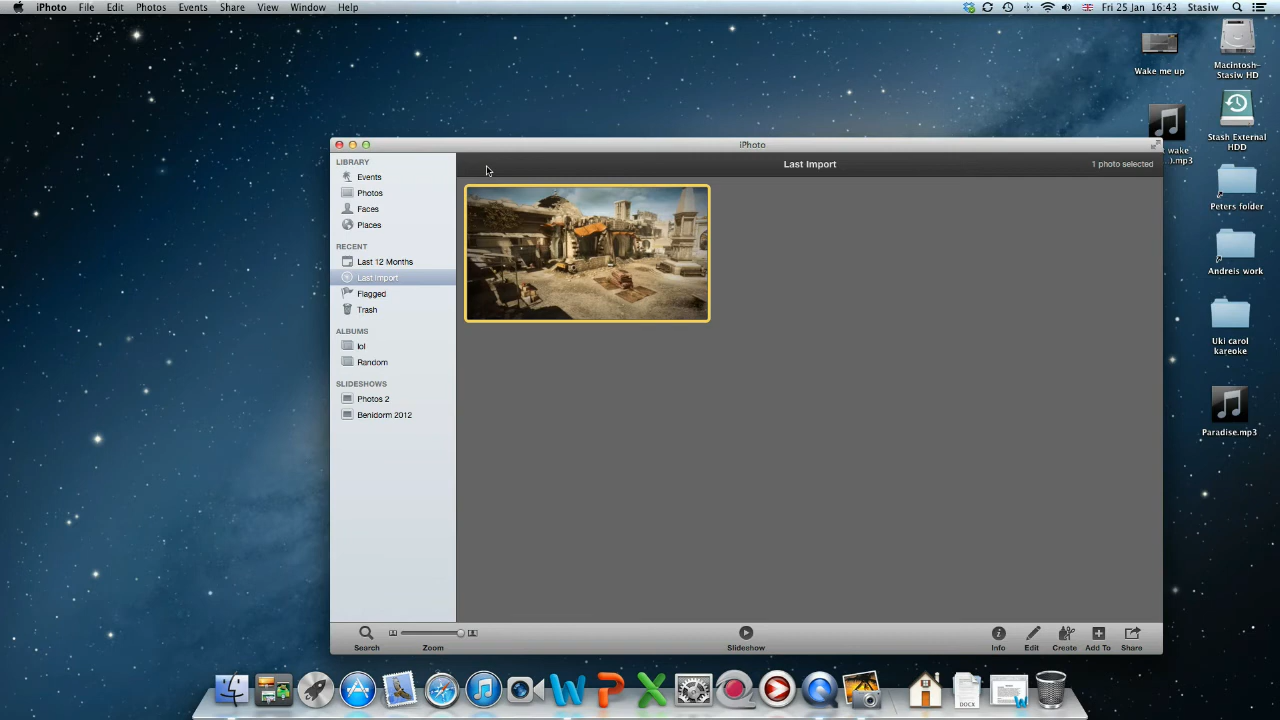 iPhoto File Edit Photos Events Share View Window Help Fri 25 Jan 16:43 Stasiw
Wake me up
Macintosh-
Stasiw HD
Stash External
HDD
wake
...).mp3
Peters folder
Andreis work
Uki carol
kareoke
Paradise.mp3
iPhoto
LIBRARY
Events
Photos
Faces
Places
RECENT
Last 12 Months
Last Import
Flagged
Trash
ALBUMS
lol
Random
SLIDESHOWS
Photos 2
Benidorm 2012
Last Import
1 photo selected
Search
Zoom
Slideshow
Info
Edit
Create
Add To
Share
DOCX